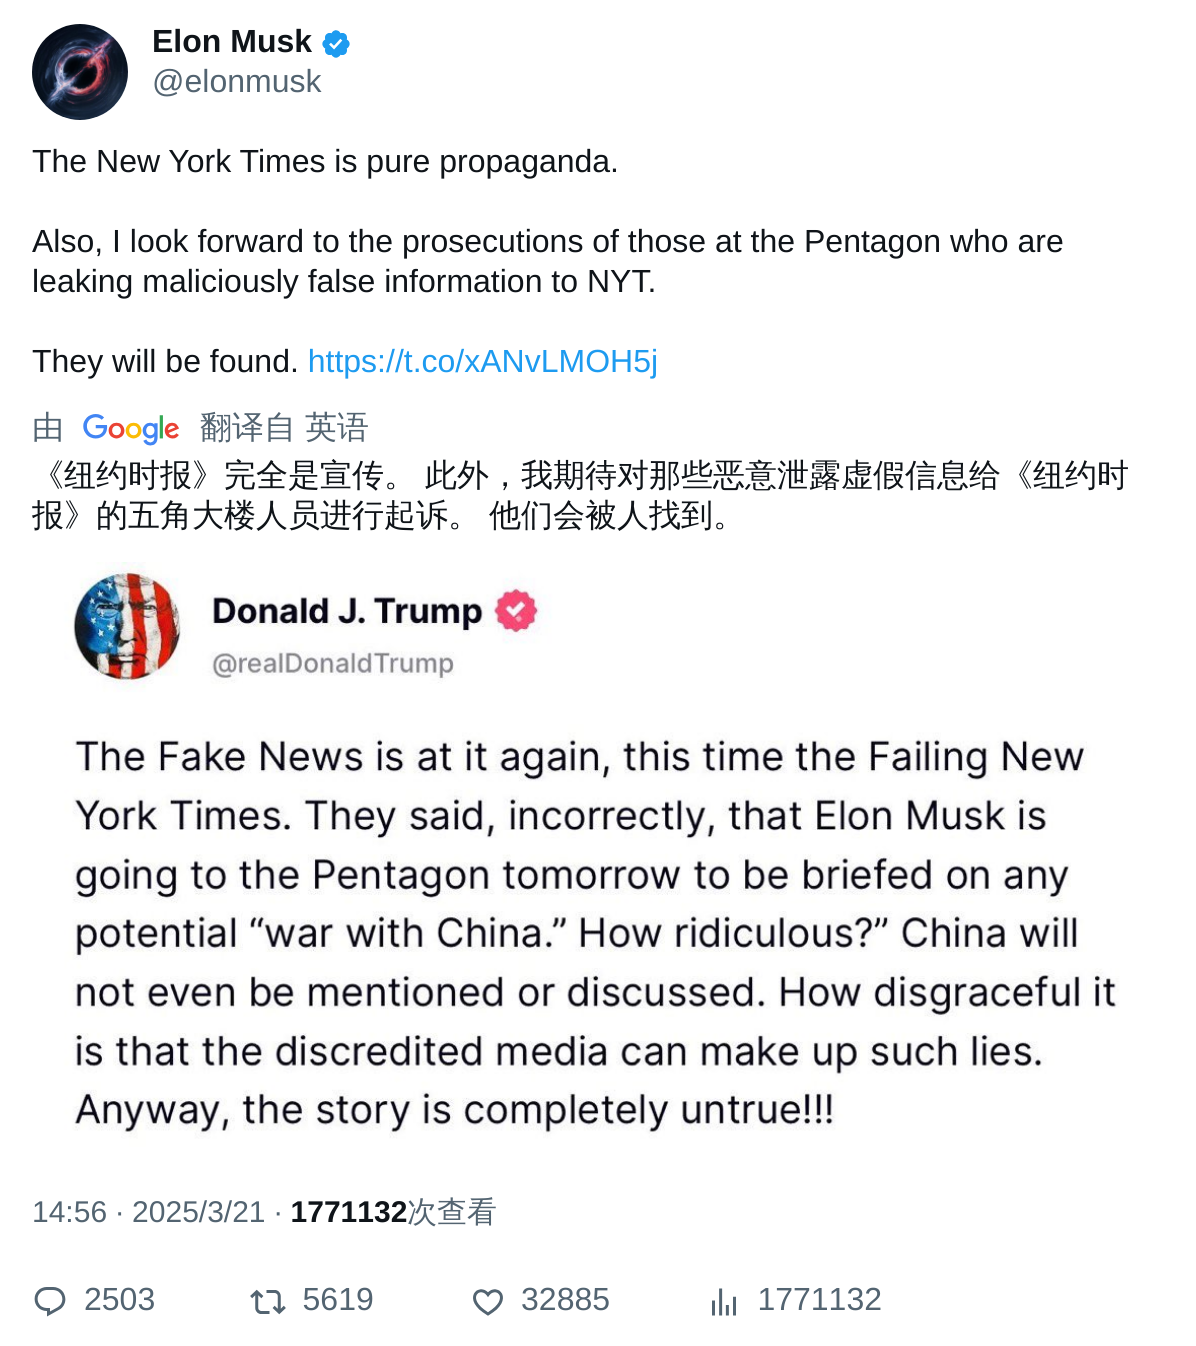 Elon Musk
@elonmusk
The New York Times is pure propaganda.
Also, I look forward to the prosecutions of those at the Pentagon who are
leaking maliciously false information to NYT.
They will be found. https://t.co/xANvLMOH5j
由 Google 翻译自 英语
《纽约时报》完全是宣传。 此外，我期待对那些恶意泄露虚假信息给《纽约时
报》的五角大楼人员进行起诉。 他们会被人找到。
Donald J. Trump
@realDonaldTrump
The Fake News is at it again, this time the Failing New
York Times. They said, incorrectly, that Elon Musk is
going to the Pentagon tomorrow to be briefed on any
potential “war with China.” How ridiculous?” China will
not even be mentioned or discussed. How disgraceful it
is that the discredited media can make up such lies.
Anyway, the story is completely untrue!!!
14:56 · 2025/3/21 · 1771132次查看
2503 5619 32885 1771132